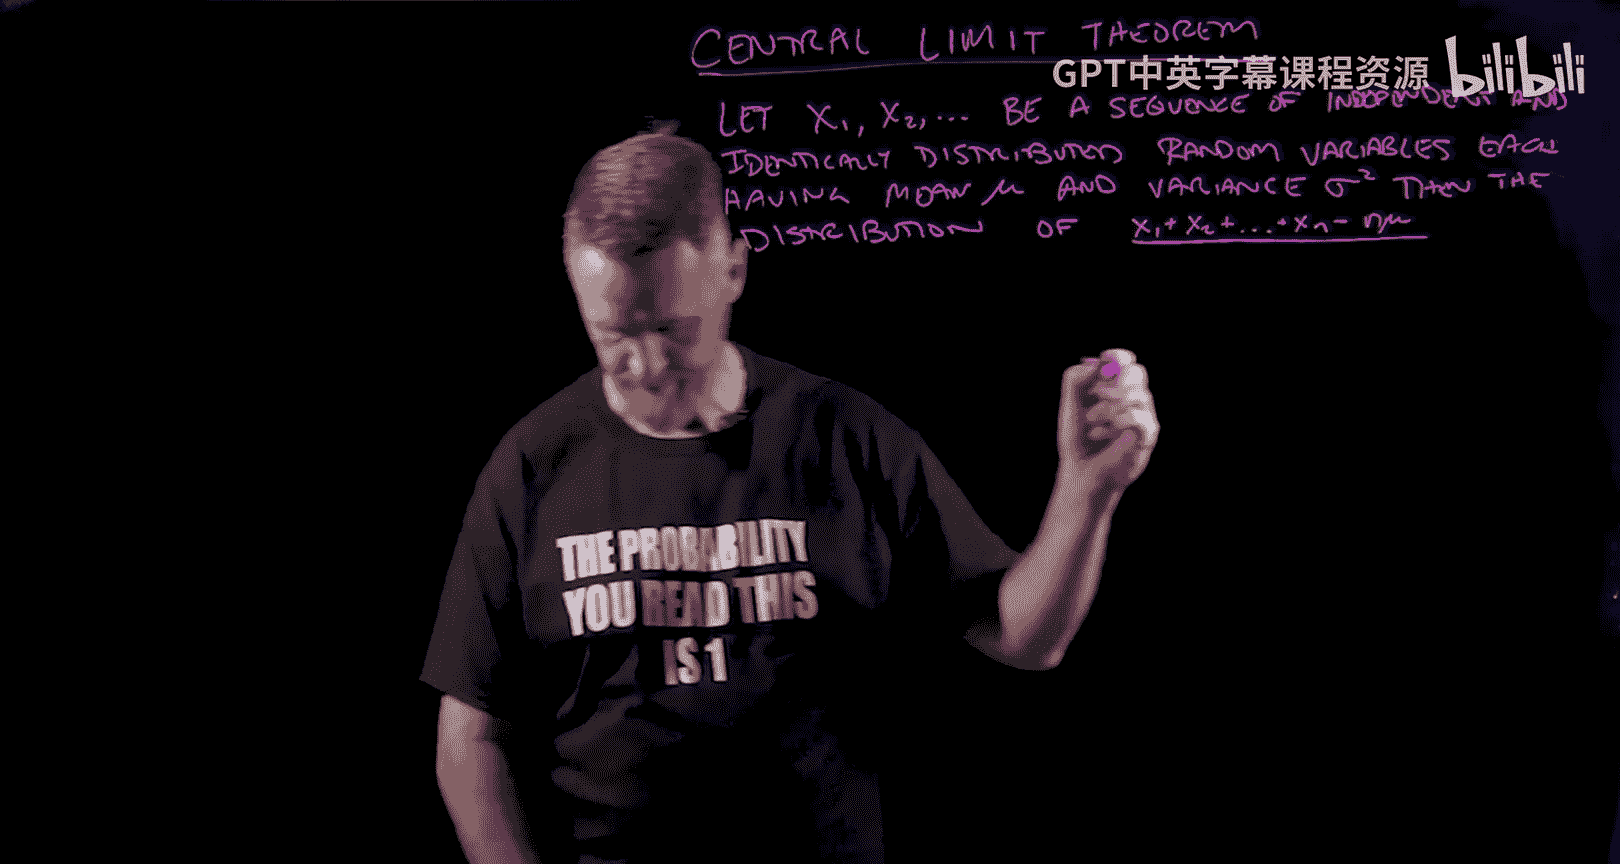 CENTRAL LIMIT THEOREM
GPT中英字幕课程资源 bilibili
LET X₁, X₂, ... BE A SEQUENCE OF INDEPENDENT AND
IDENTICALLY DISTRIBUTED RANDOM VARIABLES EACH
HAVING MEAN μ AND VARIANCE σ² THEN THE
DISTRIBUTION OF X₁ + X₂ + ... + Xₙ - nμ
THE PROBABILITY
YOU READ THIS
IS 1